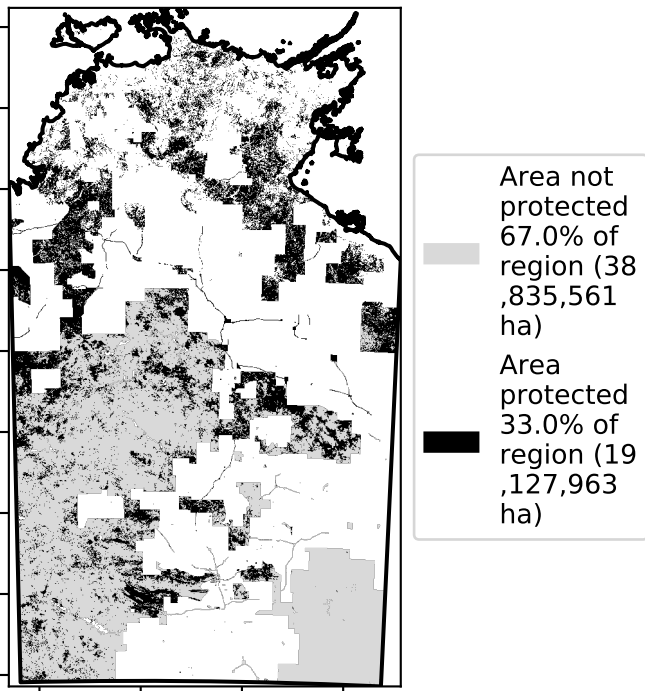 Area not
protected
67.0% of
region (38
,835,561
ha)
Area
protected
33.0% of
region (19
,127,963
ha)